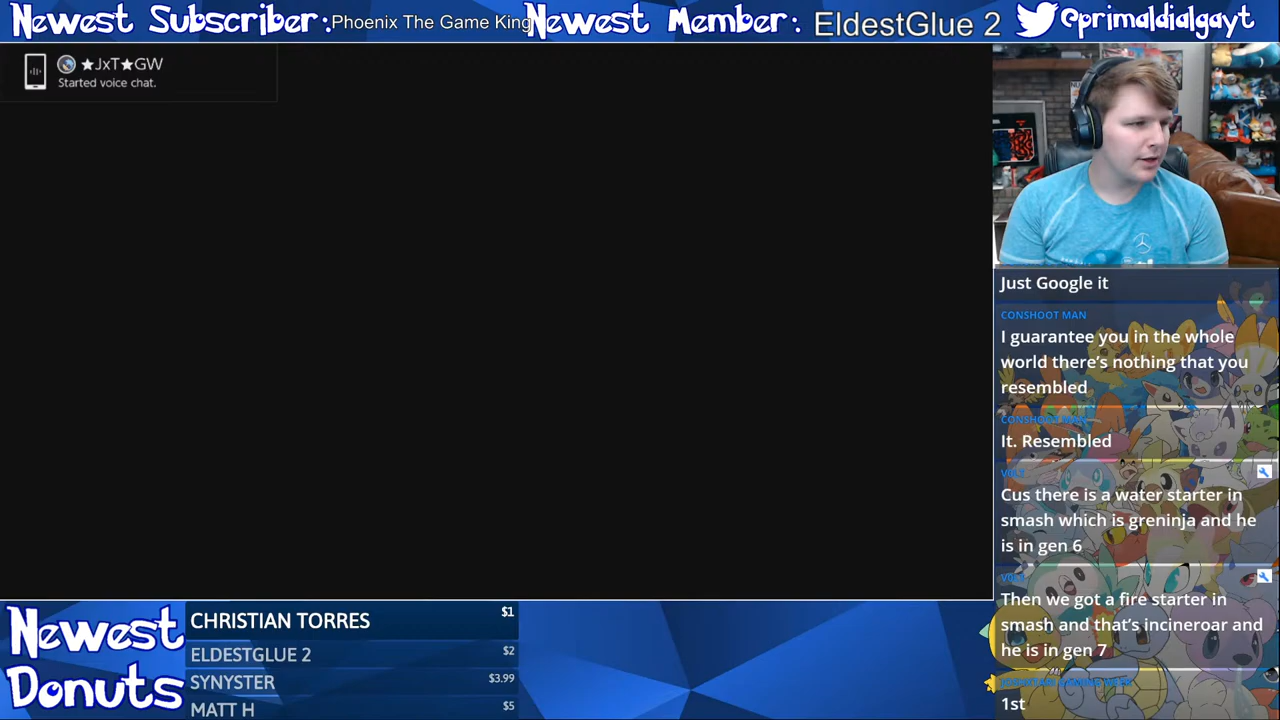 Newest Subscriber: Phoenix The Game King Newest Member: EldestGlue 2 @primaldialgayt
★JxT★GW
Started voice chat.
Just Google it
CONSHOOT MAN
I guarantee you in the whole
world there's nothing that you
resembled
CONSHOOT MAN
It. Resembled
Cus there is a water starter in
smash which is greninja and he
is in gen 6
Then we got a fire starter in
smash and that's incineroar and
he is in gen 7
1st
Newest
Donuts
CHRISTIAN TORRES $1
ELDESTGLUE 2 $2
SYNYSTER $3.99
MATT H $5